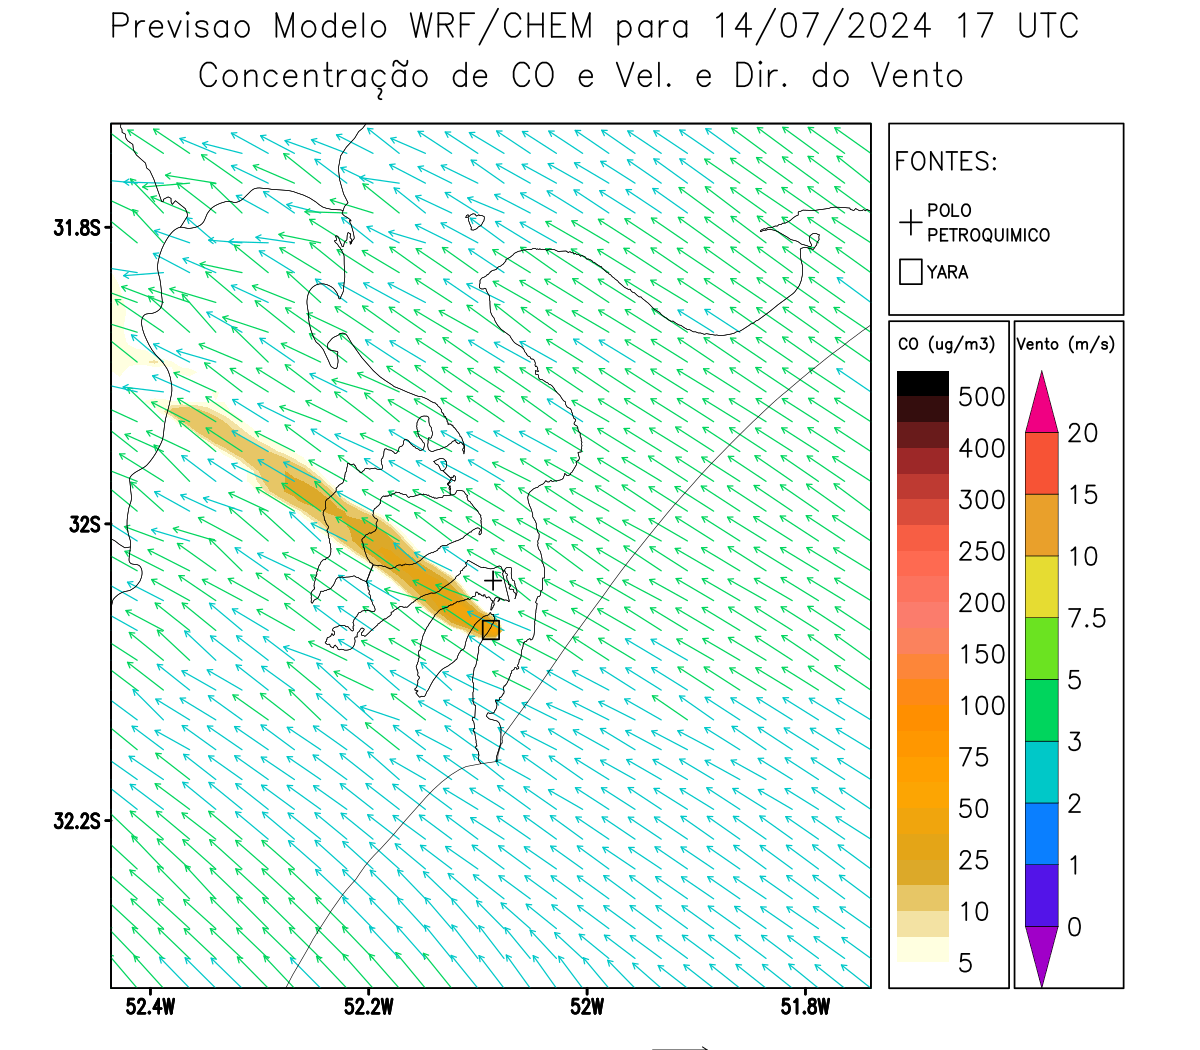 Previsao Modelo WRF/CHEM para 14/07/2024 17 UTC
Concentração de CO e Vel. e Dir. do Vento
FONTES:
POLO
PETROQUIMICO
YARA
CO (ug/m3)
500
400
300
250
200
150
100
75
50
25
10
5
Vento (m/s)
20
15
10
7.5
5
3
2
1
0
31.8S
32S
32.2S
52.4W
52.2W
52W
51.8W